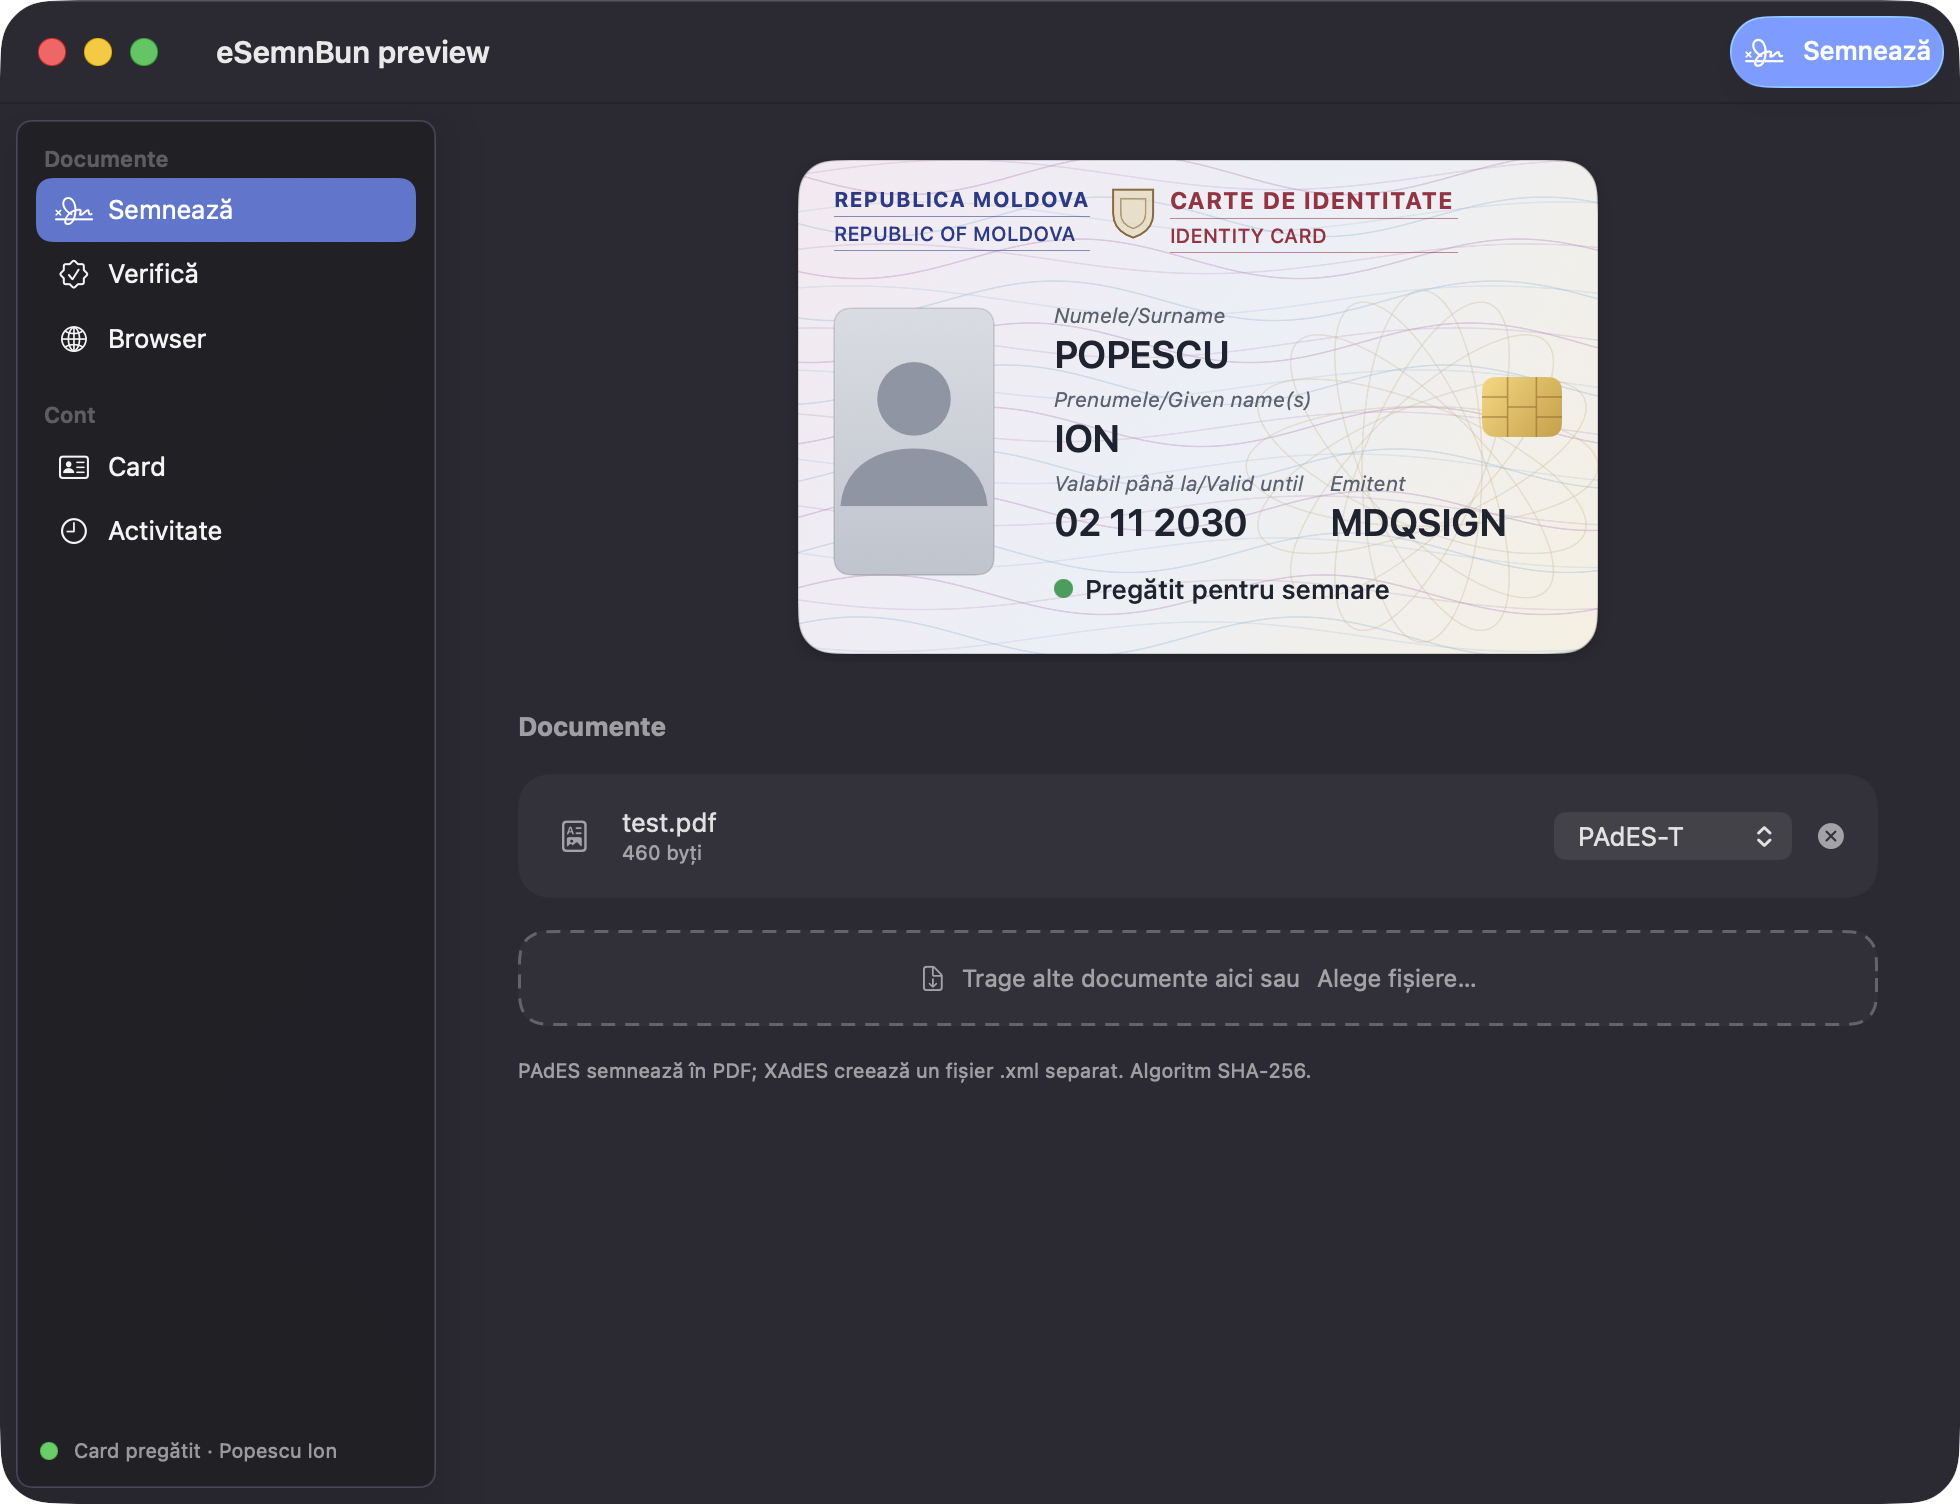 eSemnBun preview
Semnează
Documente
Semnează
Verifică
Browser
Cont
Card
Activitate
Card pregătit · Popescu Ion
REPUBLICA MOLDOVA
REPUBLIC OF MOLDOVA
CARTE DE IDENTITATE
IDENTITY CARD
Numele/Surname
POPESCU
Prenumele/Given name(s)
ION
Valabil până la/Valid until Emitent
02 11 2030 MDQSIGN
Pregătit pentru semnare
Documente
test.pdf
460 byți
PAdES-T
Trage alte documente aici sau Alege fișiere...
PAdES semnează în PDF; XAdES creează un fișier .xml separat. Algoritm SHA-256.